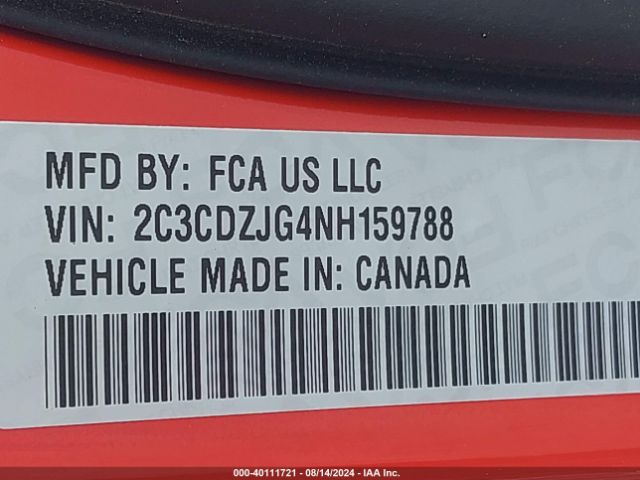 MFD BY: FCA US LLC
VIN: 2C3CDZJG4NH159788
VEHICLE MADE IN: CANADA
000-40111721 - 08/14/2024 - IAA Inc.